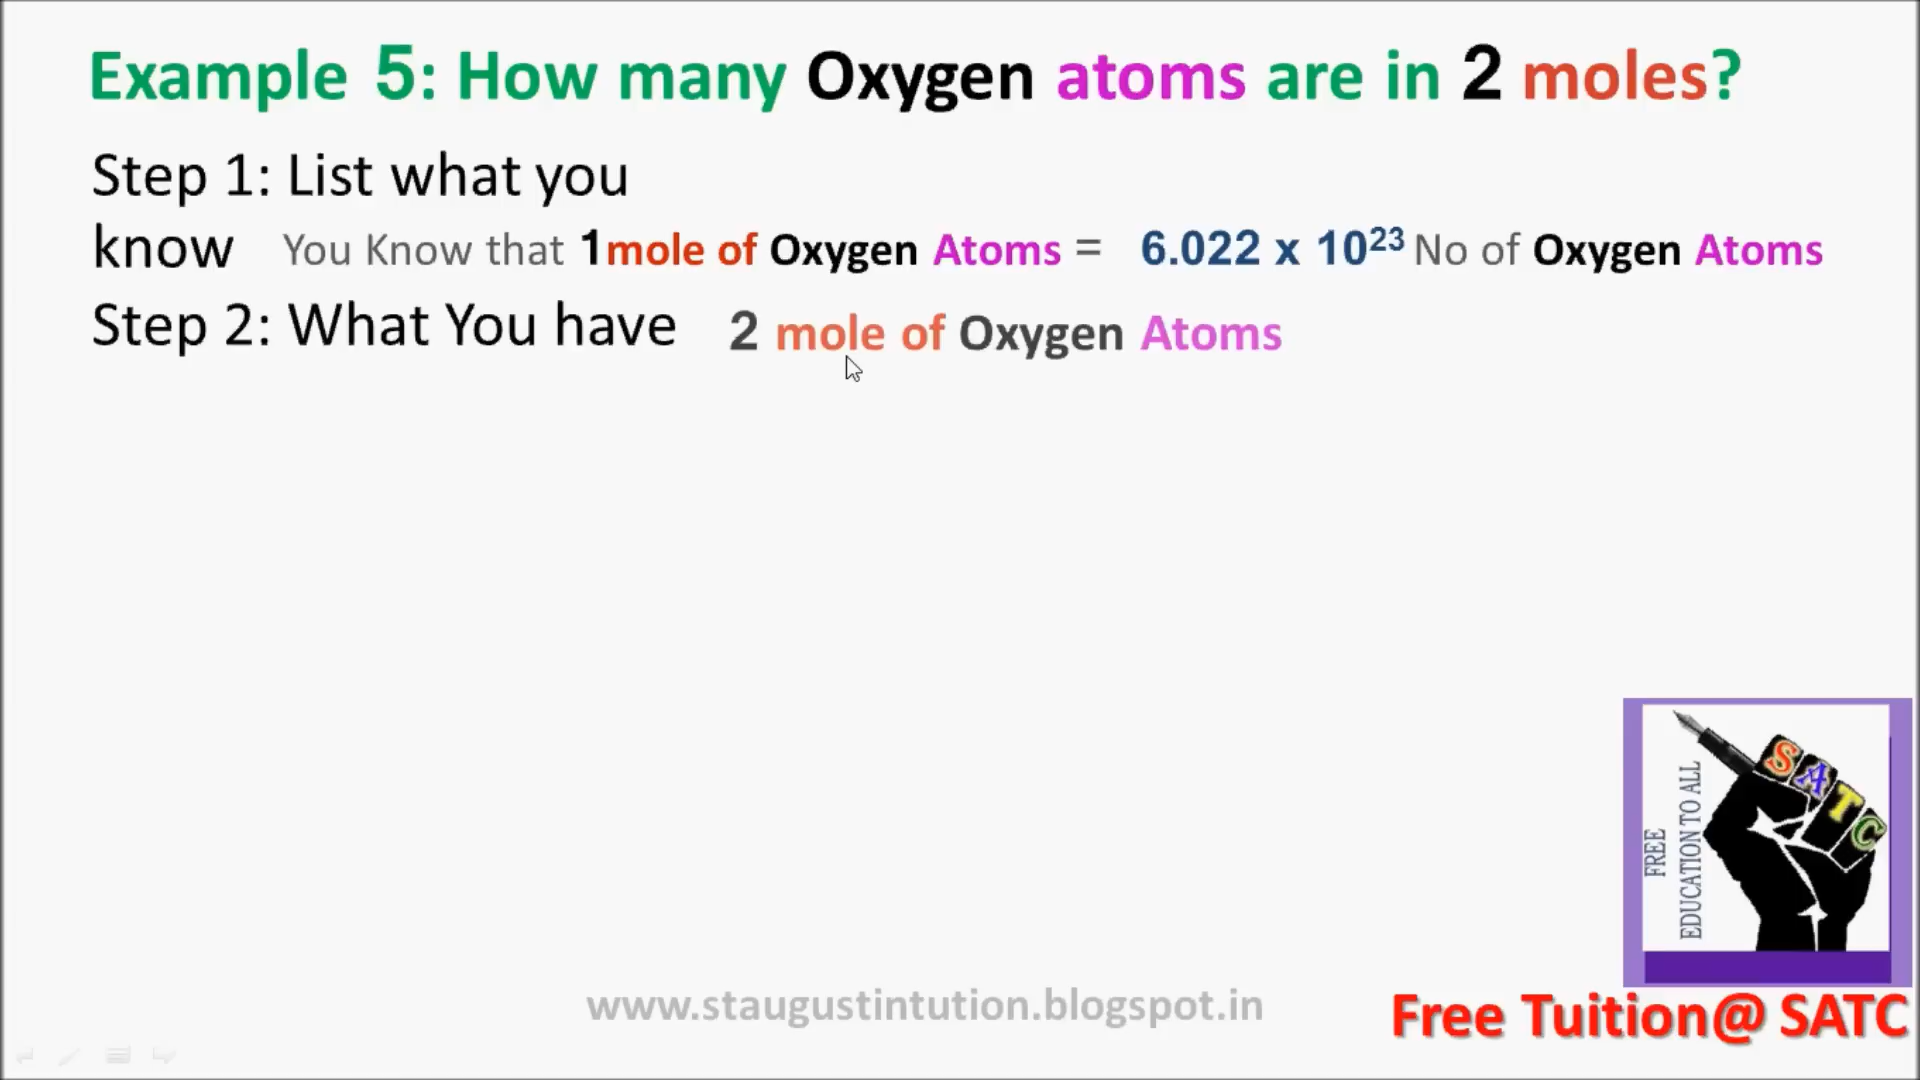 Example 5: How many Oxygen atoms are in 2 moles?
Step 1: List what you
know You Know that 1mole of Oxygen Atoms = 6.022 x 10²³ No of Oxygen Atoms
Step 2: What You have 2 mole of Oxygen Atoms
SATC
FREE
EDUCATION TO ALL
www.staugustintution.blogspot.in
Free Tuition@ SATC